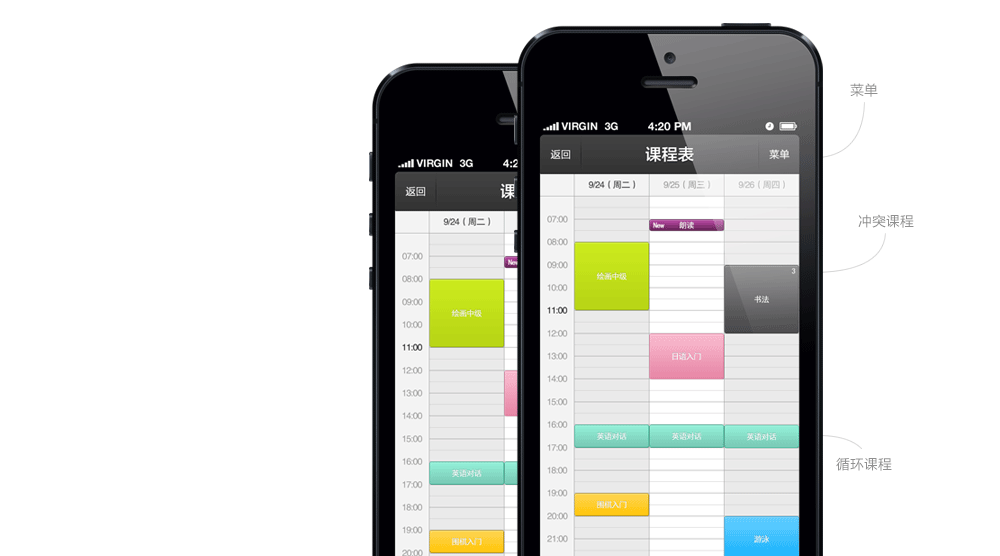 VIRGIN 3G 4:2
返回 课
9/24 ( 周二 )
07:00
New
08:00
绘画中级
09:00
10:00
11:00
12:00
13:00
14:00
15:00
16:00
英语对话
17:00
18:00
19:00
围棋入门
20:00
VIRGIN 3G 4:20 PM
返回 课程表 菜单
9/24 ( 周二 ) 9/25 ( 周三 ) 9/26 ( 周四 )
07:00
New 朗读
08:00
绘画中级
09:00
3
书法
10:00
11:00
12:00
13:00
日语入门
14:00
15:00
16:00
英语对话 英语对话 英语对话
17:00
18:00
19:00
围棋入门
20:00
21:00
游泳
菜单
冲突课程
循环课程